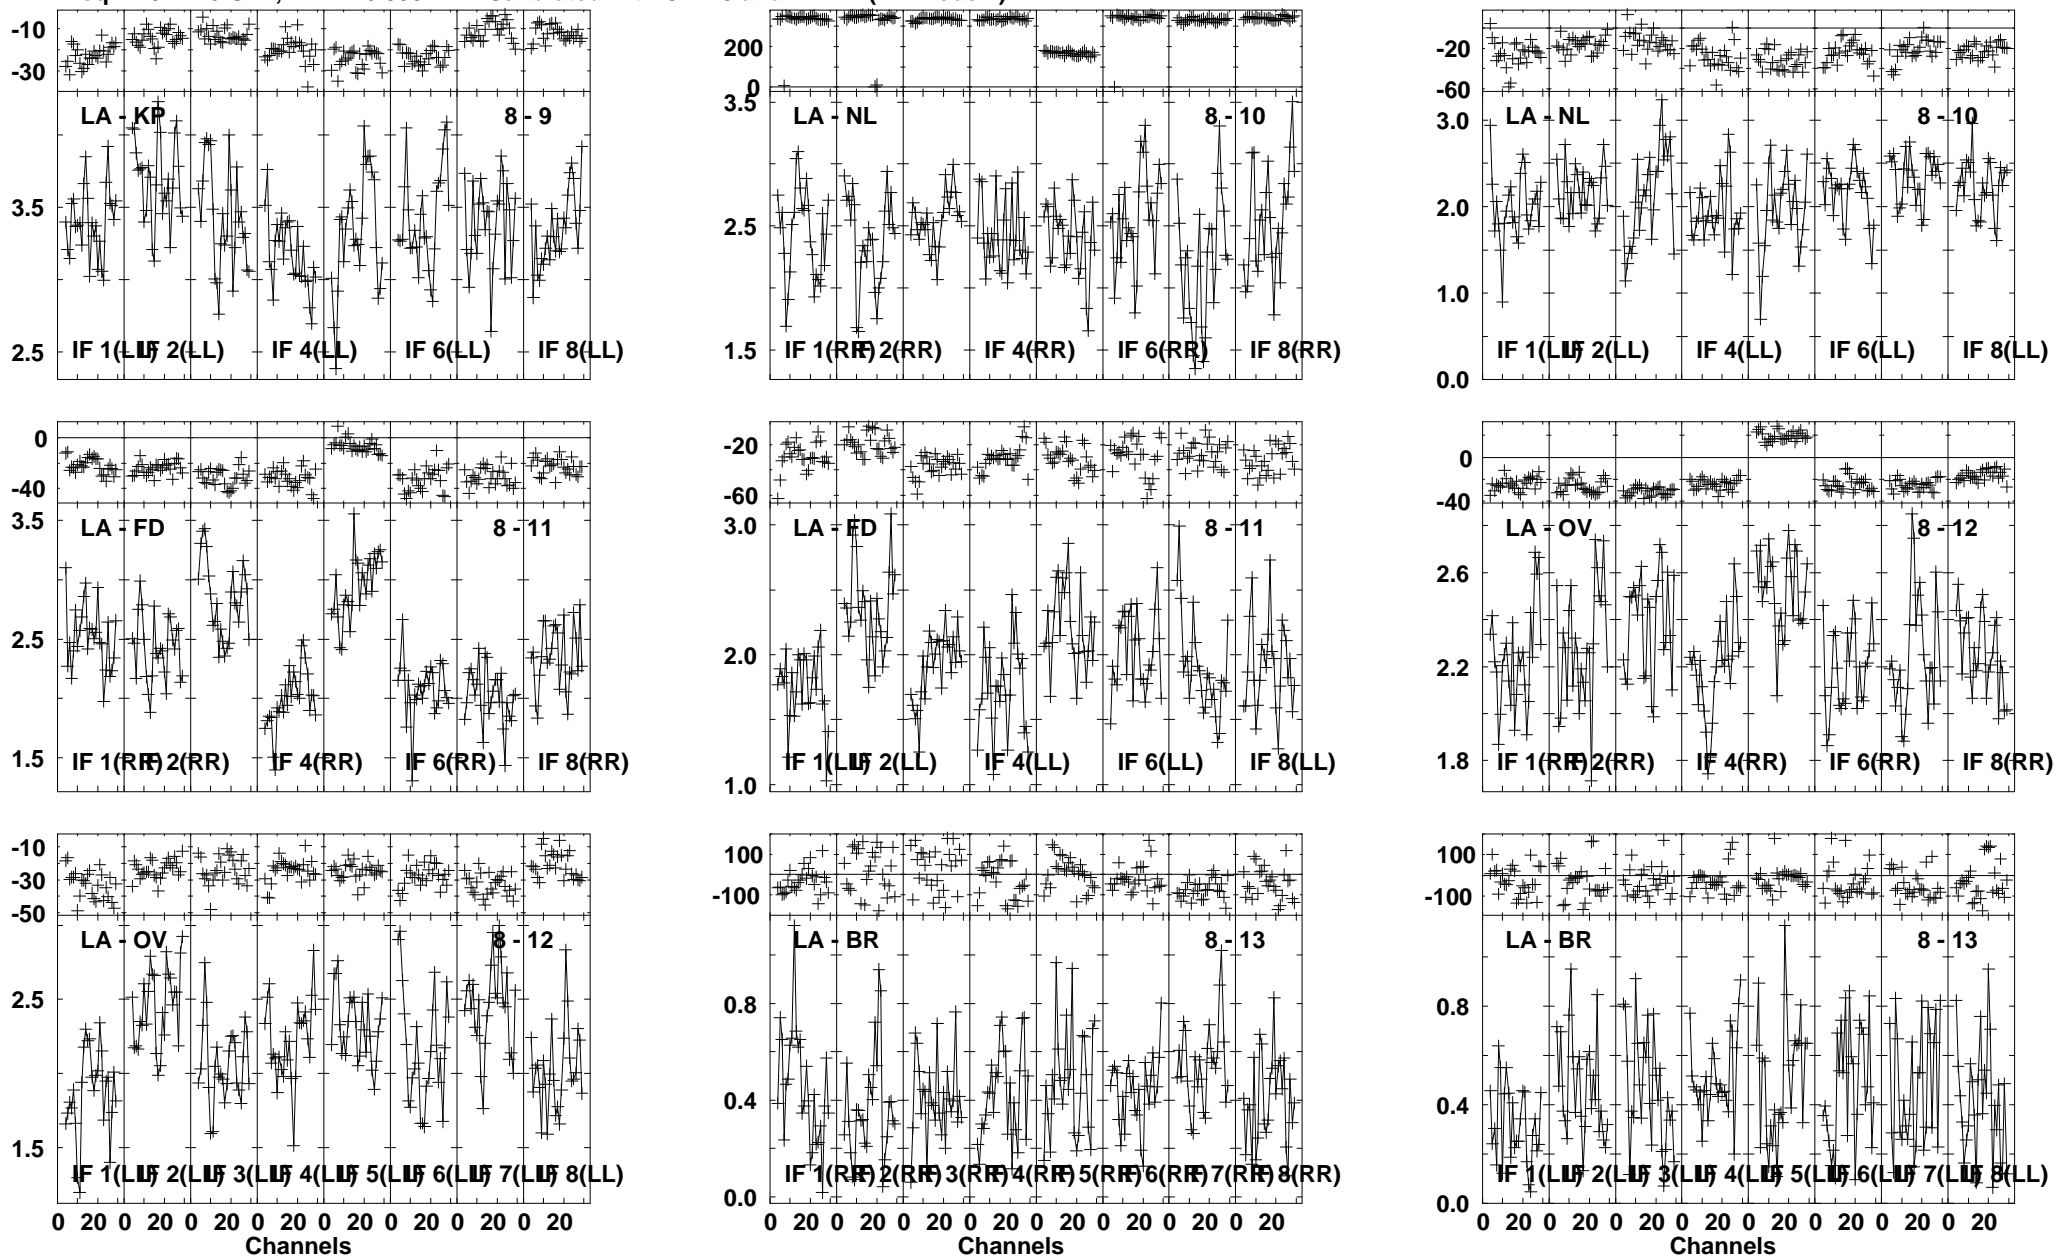 -10
-30
LA - KP 8 - 9
3.5
2.5
IF 1(LL) IF 2(LL) IF 4(LL) IF 6(LL) IF 8(LL)
200
0
3.5
LA - NL 8 - 10
2.5
1.5
IF 1(RR) IF 2(RR) IF 4(RR) IF 6(RR) IF 8(RR)
-20
-60
3.0
LA - NL 8 - 10
2.0
1.0
0.0
IF 1(LL) IF 2(LL) IF 4(LL) IF 6(LL) IF 8(LL)
0
-40
3.5
LA - FD 8 - 11
2.5
1.5
IF 1(RR) IF 2(RR) IF 4(RR) IF 6(RR) IF 8(RR)
-20
-60
3.0
LA - FD 8 - 11
2.0
1.0
IF 1(LL) IF 2(LL) IF 4(LL) IF 6(LL) IF 8(LL)
0
-40
LA - OV 8 - 12
2.6
2.2
1.8
IF 1(RR) IF 2(RR) IF 4(RR) IF 6(RR) IF 8(RR)
-10
-30
-50
LA - OV 8 - 12
2.5
1.5
IF 1(LL) IF 2(LL) IF 3(LL) IF 4(LL) IF 5(LL) IF 6(LL) IF 7(LL) IF 8(LL)
0 20 0 20 0 20 0 20 0 20 0 20 0 20 0 20
Channels
100
-100
LA - BR 8 - 13
0.8
0.4
0.0
IF 1(RR) IF 2(RR) IF 3(RR) IF 4(RR) IF 5(RR) IF 6(RR) IF 7(RR) IF 8(RR)
0 20 0 20 0 20 0 20 0 20 0 20 0 20 0 20
Channels
100
-100
LA - BR 8 - 13
0.8
0.4
0.0
IF 1(LL) IF 2(LL) IF 3(LL) IF 4(LL) IF 5(LL) IF 6(LL) IF 7(LL) IF 8(LL)
0 20 0 20 0 20 0 20 0 20 0 20 0 20 0 20
Channels